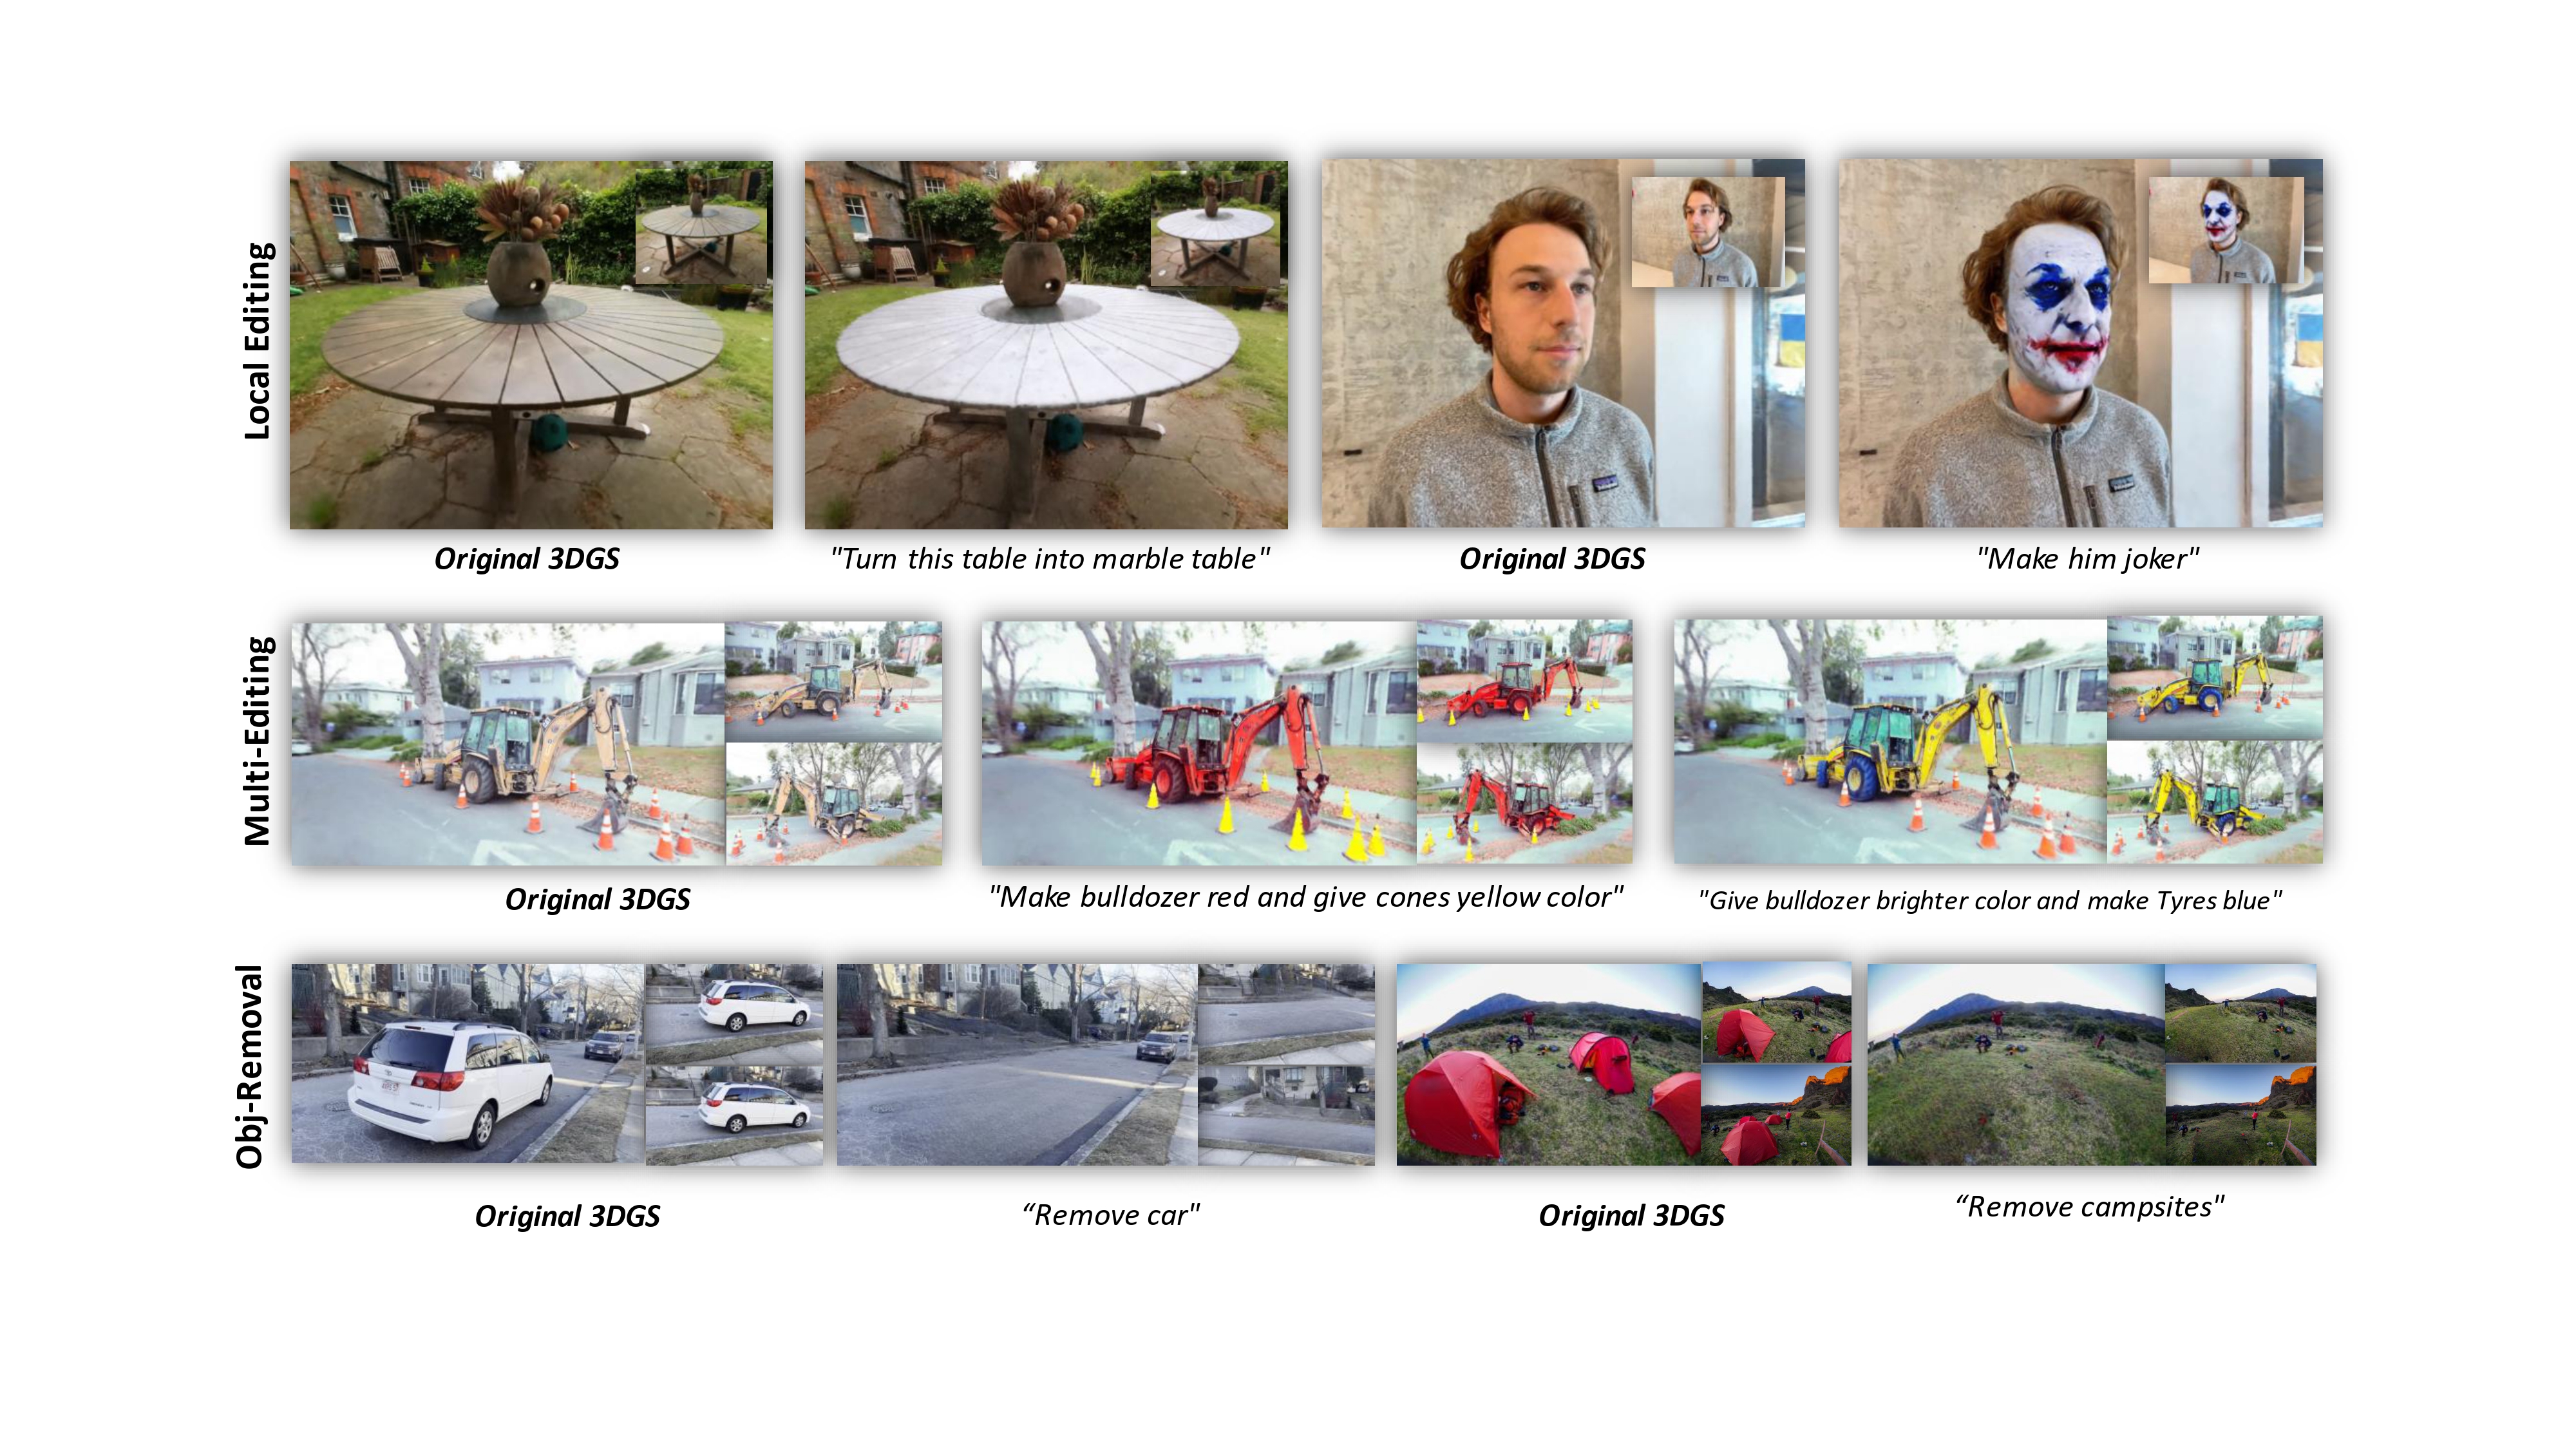 Local Editing
Original 3DGS
"Turn this table into marble table"
Original 3DGS
"Make him joker"
Multi-Editing
Original 3DGS
"Make bulldozer red and give cones yellow color"
"Give bulldozer brighter color and make Tyres blue"
Obj-Removal
Original 3DGS
“Remove car"
Original 3DGS
“Remove campsites"